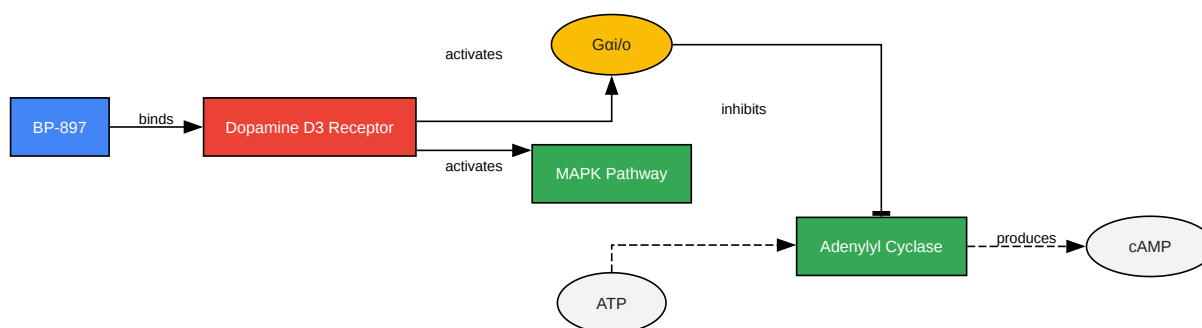 Gαi/o
activates
inhibits
BP-897
binds
Dopamine D3 Receptor
activates
MAPK Pathway
Adenylyl Cyclase
produces
cAMP
ATP